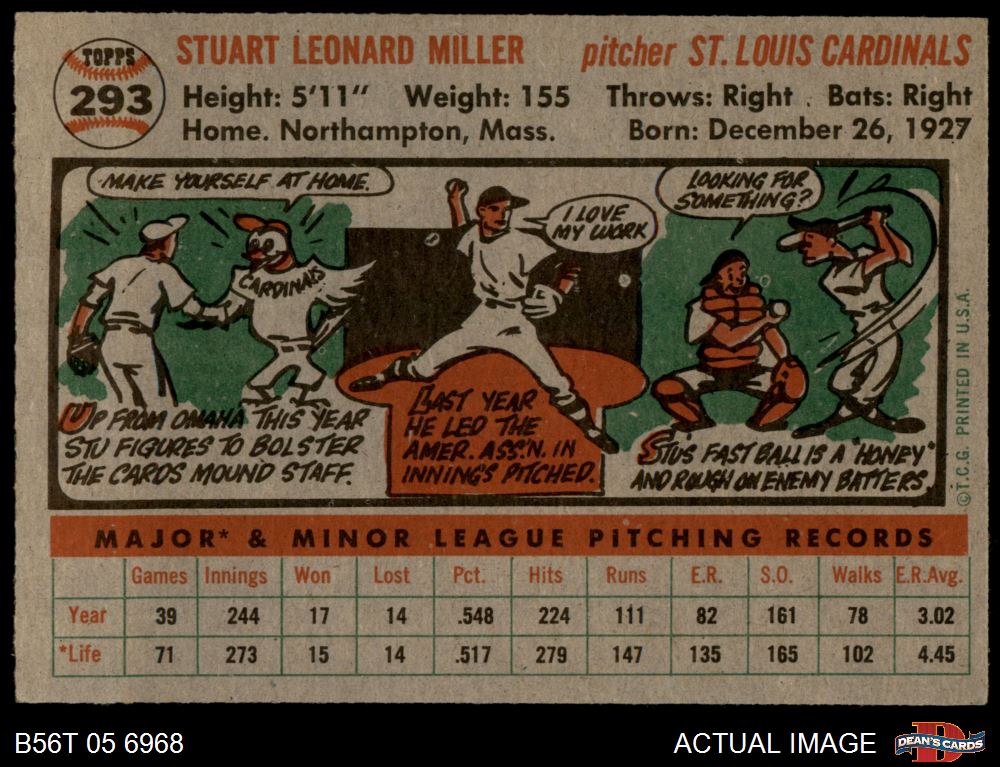 TOPPS
293
STUART LEONARD MILLER
pitcher ST. LOUIS CARDINALS
Height: 5'11" Weight: 155 Throws: Right Bats: Right
Home. Northampton, Mass. Born: December 26, 1927
MAKE YOURSELF AT HOME.
CARDINALS
UP FROM OMAHA THIS YEAR
STU FIGURES TO BOLSTER
THE CARDS MOUND STAFF.
I LOVE
MY WORK
LAST YEAR
HE LED THE
AMER. ASS'N. IN
INNING'S PITCHED.
LOOKING FOR
SOMETHING?
STU'S FAST BALL IS A "HONEY"
AND ROUGH ON ENEMY BATTERS.
©T.C.G. PRINTED IN U.S.A.
MAJOR* & MINOR LEAGUE PITCHING RECORDS
Games Innings Won Lost Pct. Hits Runs E.R. S.O. Walks E.R.Avg.
Year 39 244 17 14 .548 224 111 82 161 78 3.02
*Life 71 273 15 14 .517 279 147 135 165 102 4.45
B56T 05 6968
ACTUAL IMAGE
D
DEAN'S CARDS